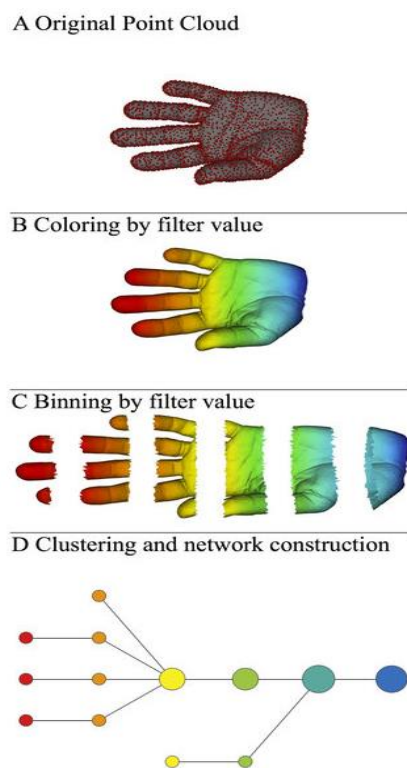 A Original Point Cloud
B Coloring by filter value
C Binning by filter value
D Clustering and network construction